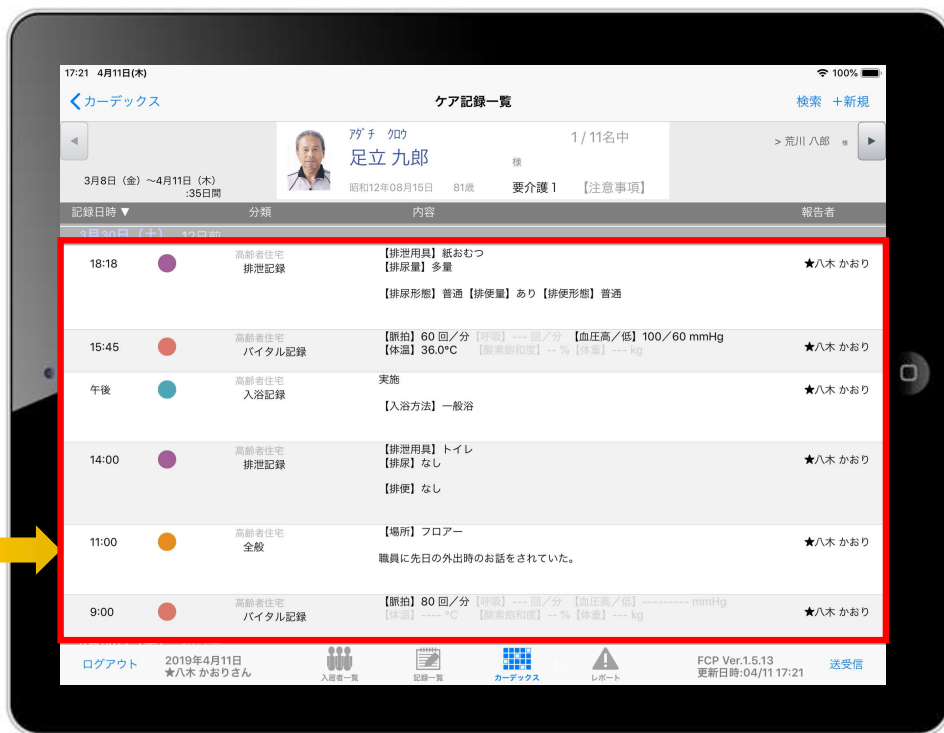 17:21 4月11日(木)
100%
カーデックス
ケア記録一覧
検索 +新規
アダチ クロウ
1 / 11名中
足立 九郎 様
> 荒川 八郎 様
3月8日（金）～4月11日（木）
:35日間
昭和12年08月15日 81歳 要介護1 【注意事項】
記録日時▼ 分類 内容 報告者
3月30日（土） 12日前
18:18
高齢者住宅
排泄記録
【排泄用具】紙おむつ
【排尿量】多量
【排尿形態】普通【排便量】あり【排便形態】普通
★八木 かおり
15:45
高齢者住宅
バイタル記録
【脈拍】60 回／分【呼吸】--- 回／分 【血圧高／低】100／60 mmHg
【体温】36.0°C 【酸素飽和度】-- %【体重】--- kg
★八木 かおり
午後
高齢者住宅
入浴記録
実施
【入浴方法】一般浴
★八木 かおり
14:00
高齢者住宅
排泄記録
【排泄用具】トイレ
【排尿】なし
【排便】なし
★八木 かおり
11:00
高齢者住宅
全般
【場所】フロアー
職員に先日の外出時のお話をされていた。
★八木 かおり
9:00
高齢者住宅
バイタル記録
【脈拍】80 回／分【呼吸】--- 回／分 【血圧高／低】--------- mmHg
【体温】---- °C 【酸素飽和度】-- %【体重】--- kg
★八木 かおり
ログアウト
2019年4月11日
★八木 かおりさん
入居者一覧
記録一覧
カーデックス
レポート
FCP Ver.1.5.13
更新日時:04/11 17:21
送受信